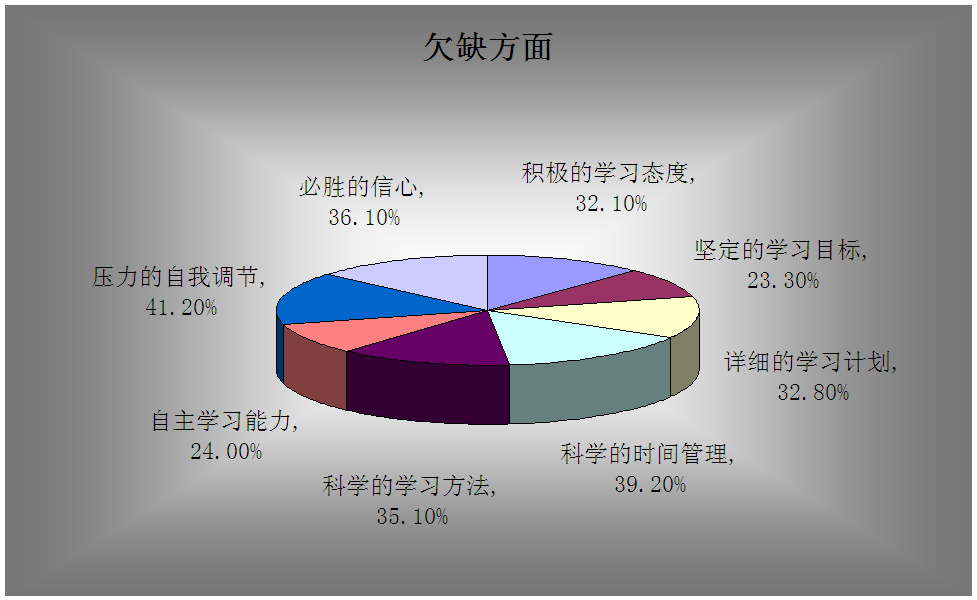 欠缺方面
积极的学习态度,
32.10%
坚定的学习目标,
23.30%
详细的学习计划,
32.80%
科学的时间管理,
39.20%
科学的学习方法,
35.10%
自主学习能力,
24.00%
压力的自我调节,
41.20%
必胜的信心,
36.10%